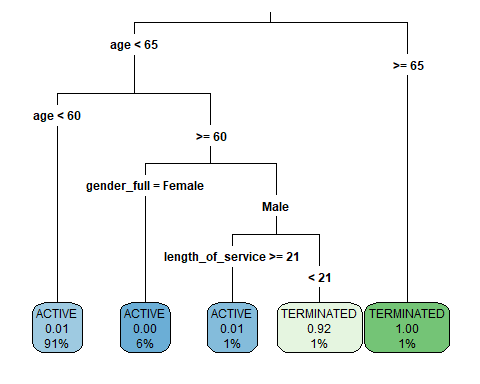 age < 65
>= 65
age < 60
>= 60
gender_full = Female
Male
length_of_service >= 21
< 21
ACTIVE
0.01
91%
ACTIVE
0.00
6%
ACTIVE
0.01
1%
TERMINATED
0.92
1%
TERMINATED
1.00
1%